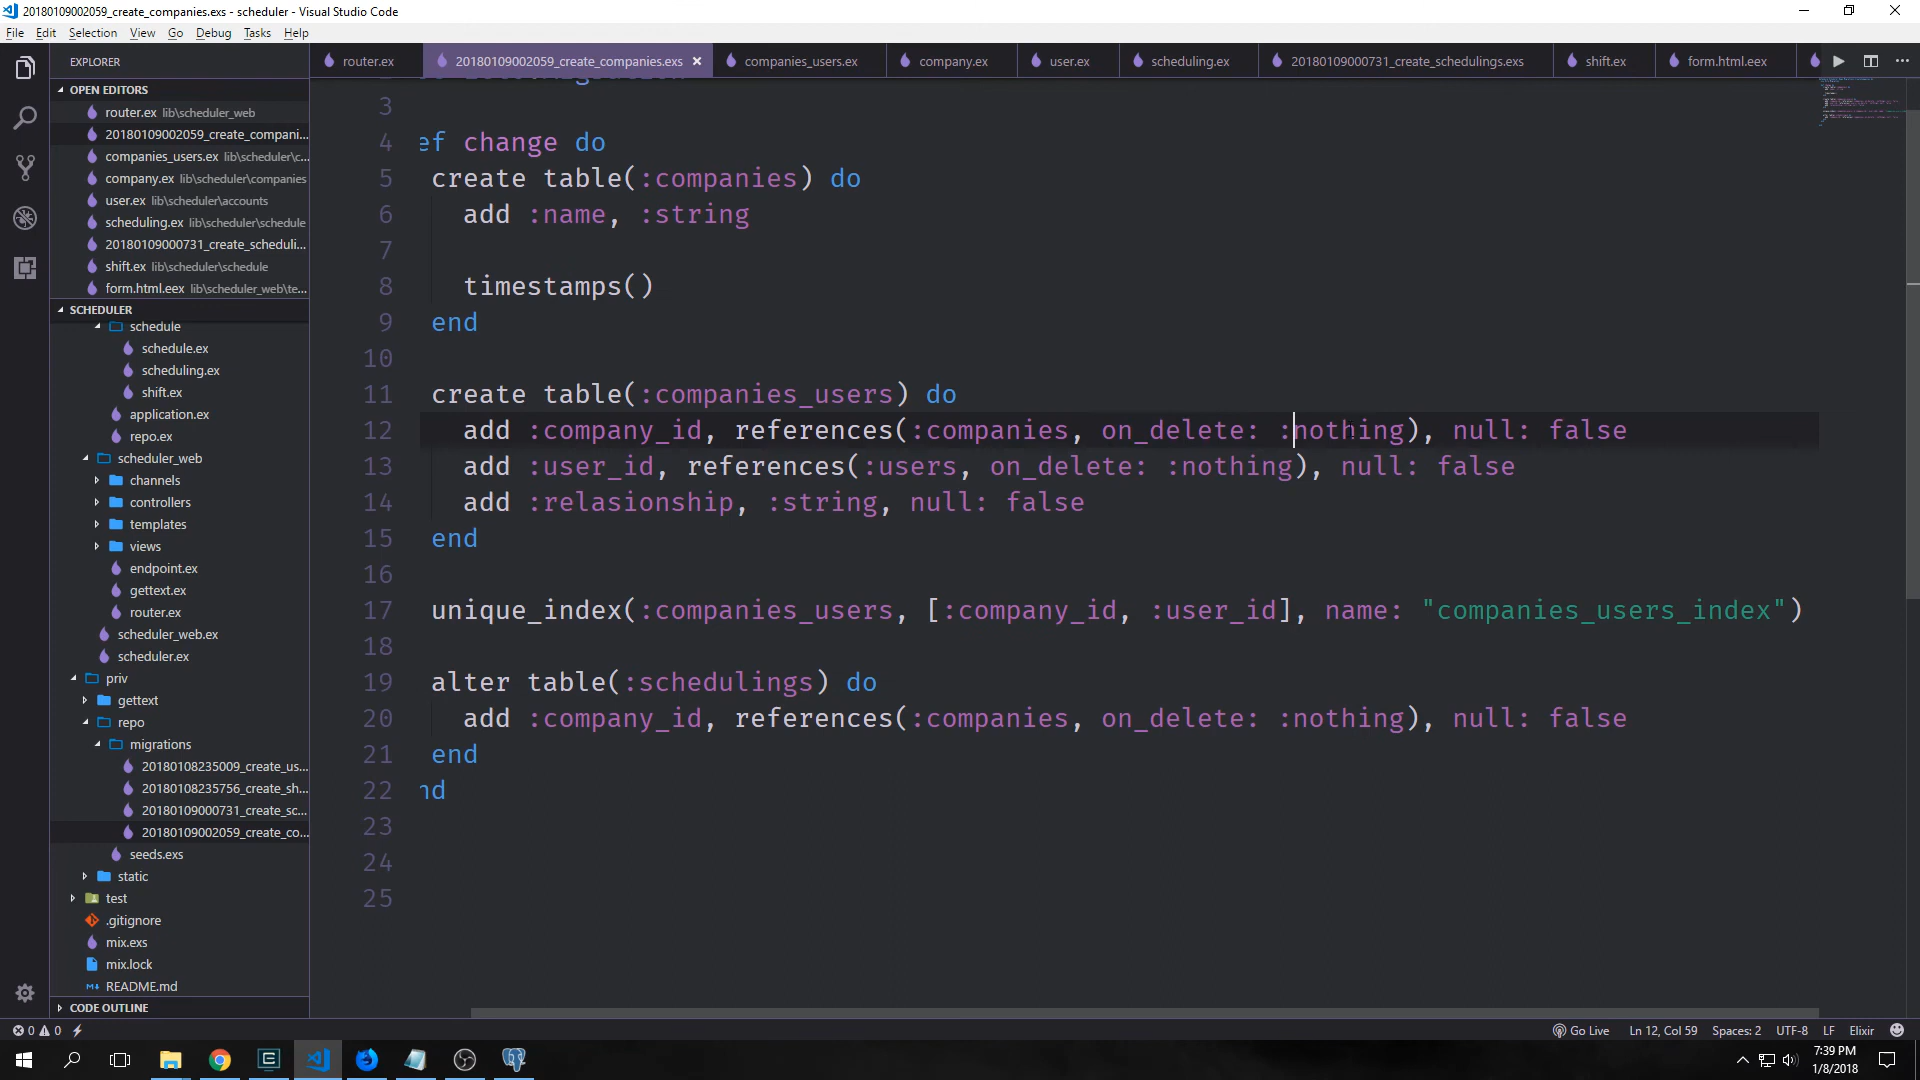 20180109002059_create_companies.exs - scheduler - Visual Studio Code
File Edit Selection View Go Debug Tasks Help
EXPLORER
router.ex
20180109002059_create_companies.exs
companies_users.ex
company.ex
user.ex
scheduling.ex
20180109000731_create_schedulings.exs
shift.ex
form.html.eex
OPEN EDITORS
router.ex lib\scheduler_web
20180109002059_create_compani...
companies_users.ex lib\scheduler\c...
company.ex lib\scheduler\companies
user.ex lib\scheduler\accounts
scheduling.ex lib\scheduler\schedule
20180109000731_create_scheduli...
shift.ex lib\scheduler\schedule
form.html.eex lib\scheduler_web\te...
SCHEDULER
schedule
schedule.ex
scheduling.ex
shift.ex
application.ex
repo.ex
scheduler_web
channels
controllers
templates
views
endpoint.ex
gettext.ex
router.ex
scheduler_web.ex
scheduler.ex
priv
gettext
repo
migrations
20180108235009_create_us...
20180108235756_create_sh...
20180109000731_create_sc...
20180109002059_create_co...
seeds.exs
static
test
.gitignore
mix.exs
mix.lock
README.md
CODE OUTLINE
3
4 ef change do
5 create table(:companies) do
6 add :name, :string
7
8 timestamps()
9 end
10
11 create table(:companies_users) do
12 add :company_id, references(:companies, on_delete: :nothing), null: false
13 add :user_id, references(:users, on_delete: :nothing), null: false
14 add :relasionship, :string, null: false
15 end
16
17 unique_index(:companies_users, [:company_id, :user_id], name: "companies_users_index")
18
19 alter table(:schedulings) do
20 add :company_id, references(:companies, on_delete: :nothing), null: false
21 end
22 nd
23
24
25
0 0
Go Live Ln 12, Col 59 Spaces: 2 UTF-8 LF Elixir
7:39 PM
1/8/2018